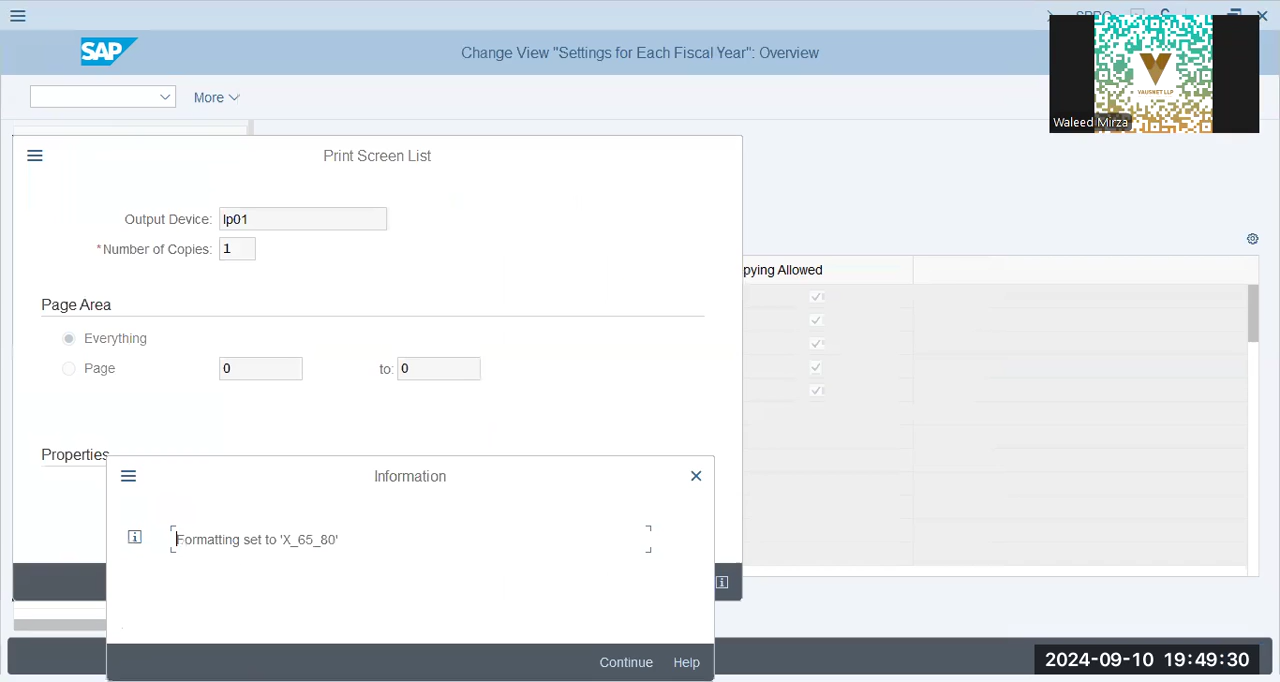 SAP
Change View "Settings for Each Fiscal Year": Overview
VAUSHET LLP
Waleed Mirza
More
Print Screen List
Output Device: lp01
*Number of Copies: 1
pying Allowed
Page Area
Everything
Page 0 to: 0
Properties
Information
Formatting set to 'X_65_80'
Continue Help
2024-09-10 19:49:30